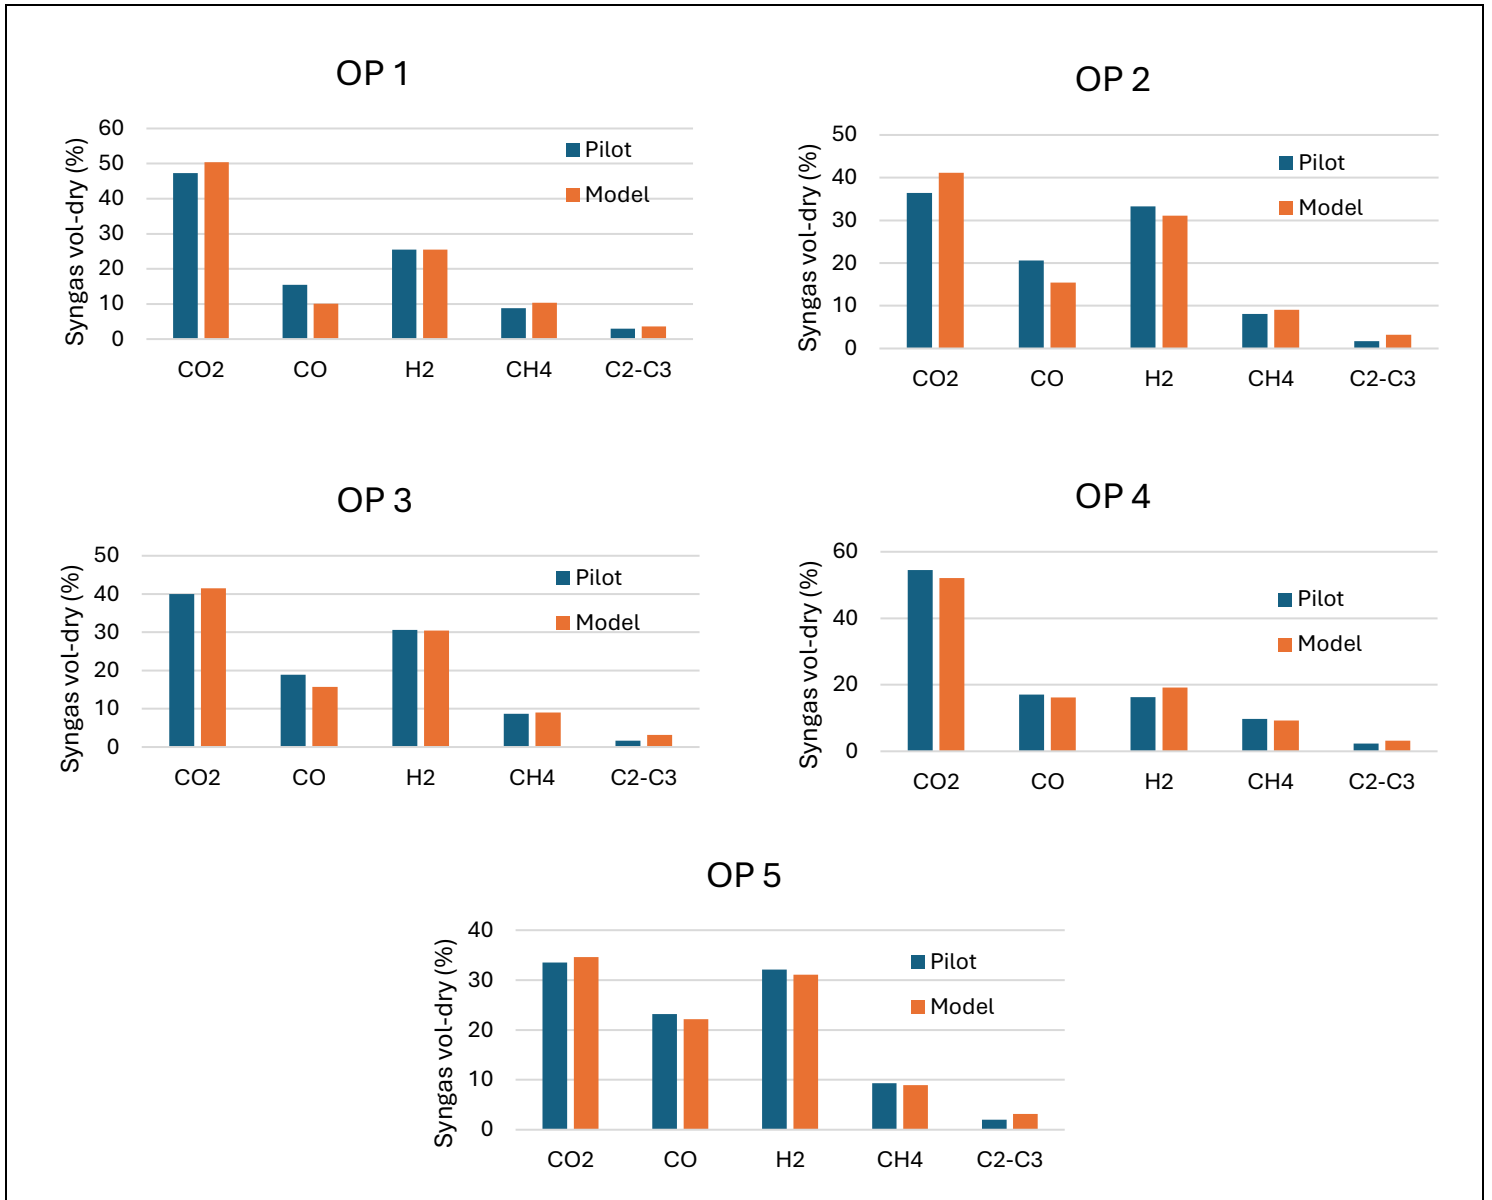 OP 1
Syngas vol-dry (%)
60
50
40
30
20
10
0
Pilot
Model
CO2 CO H2 CH4 C2-C3
OP 2
Syngas vol-dry (%)
50
40
30
20
10
0
Pilot
Model
CO2 CO H2 CH4 C2-C3
OP 3
Syngas vol-dry (%)
50
40
30
20
10
0
Pilot
Model
CO2 CO H2 CH4 C2-C3
OP 4
Syngas vol-dry (%)
60
40
20
0
Pilot
Model
CO2 CO H2 CH4 C2-C3
OP 5
Syngas vol-dry (%)
40
30
20
10
0
Pilot
Model
CO2 CO H2 CH4 C2-C3